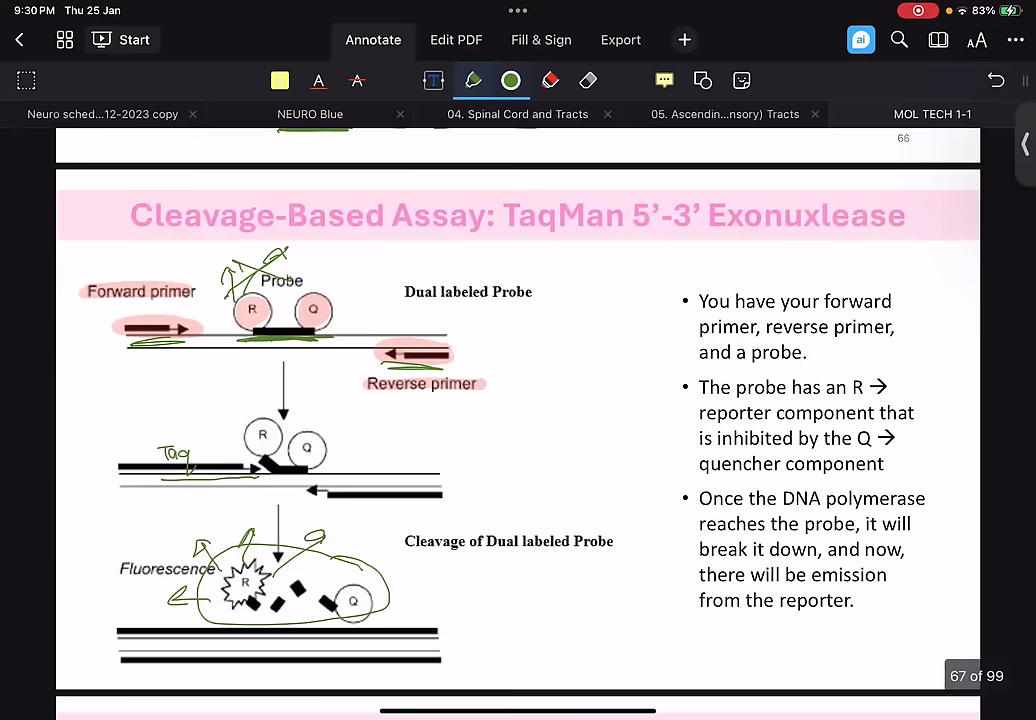 9:30 PM Thu 25 Jan
83%
Start
Annotate
Edit PDF
Fill & Sign
Export
ai
AA
A
A
T
Neuro sched...12-2023 copy
NEURO Blue
04. Spinal Cord and Tracts
05. Ascendin...nsory) Tracts
MOL TECH 1-1
66
Cleavage-Based Assay: TaqMan 5’-3’ Exonuxlease
Forward primer
Probe
R
Q
Dual labeled Probe
Reverse primer
Taq
R
Q
Cleavage of Dual labeled Probe
Fluorescence
R
Q
• You have your forward
primer, reverse primer,
and a probe.
• The probe has an R →
reporter component that
is inhibited by the Q →
quencher component
• Once the DNA polymerase
reaches the probe, it will
break it down, and now,
there will be emission
from the reporter.
67 of 99